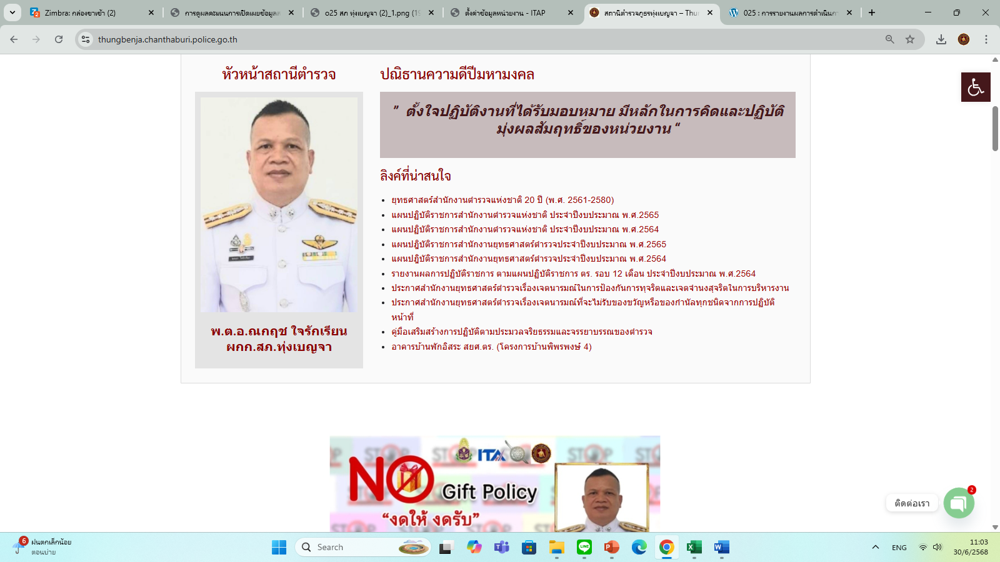 Zimbra: กล่องขาเข้า (2)
การดูผลคะแนนการเปิดเผยข้อมูลส
o25 สภ ทุ่งเบญจา (2)_1.png (19
ตั้งค่าข้อมูลหน่วยงาน - ITAP
สถานีตำรวจภูธรทุ่งเบญจา – Thu
025 : การรายงานผลการดำเนินกา
thungbenja.chanthaburi.police.go.th
หัวหน้าสถานีตำรวจ
พ.ต.อ.ณกฤช ใจรักเรียน
ผกก.สภ.ทุ่งเบญจา
ปณิธานความดีปีมหามงคล
" ตั้งใจปฏิบัติงานที่ได้รับมอบหมาย มีหลักในการคิดและปฏิบัติ
มุ่งผลสัมฤทธิ์ของหน่วยงาน "
ลิงค์ที่น่าสนใจ
ยุทธศาสตร์สำนักงานตำรวจแห่งชาติ 20 ปี (พ.ศ. 2561-2580)
แผนปฏิบัติราชการสำนักงานตำรวจแห่งชาติ ประจำปีงบประมาณ พ.ศ.2565
แผนปฏิบัติราชการสำนักงานตำรวจแห่งชาติ ประจำปีงบประมาณ พ.ศ.2564
แผนปฎิบัติราชการสำนักงานยุทธศาสตร์ตำรวจประจำปีงบประมาณ พ.ศ.2565
แผนปฎิบัติราชการสำนักงานยุทธศาสตร์ตำรวจประจำปีงบประมาณ พ.ศ.2564
รายงานผลการปฏิบัติราชการ ตามแผนปฏิบัติราชการ ตร. รอบ 12 เดือน ประจำปีงบประมาณ พ.ศ.2564
ประกาศสำนักงานยุทธศาสตร์ตำรวจเรื่องเจตนารมณ์ในการป้องกันการทุจริตและเจตจำนงสุจริตในการบริหารงาน
ประกาศสำนักงานยุทธศาสตร์ตำรวจเรื่องเจตนารมณ์ที่จะไม่รับของขวัญหรือของกำนัลทุกชนิดจากการปฏิบัติ
หน้าที่
คู่มือเสริมสร้างการปฏิบัติตามประมวลจริยธรรมและจรรยาบรรณของตำรวจ
อาคารบ้านพักอิสระ สยศ.ตร. (โครงการบ้านพิพรพงษ์ 4)
ITA
NO
Gift Policy
"งดให้ งดรับ"
ติดต่อเรา
2
6
ฝนตกเล็กน้อย
ตอนบ่าย
Search
ENG
11:03
30/6/2568